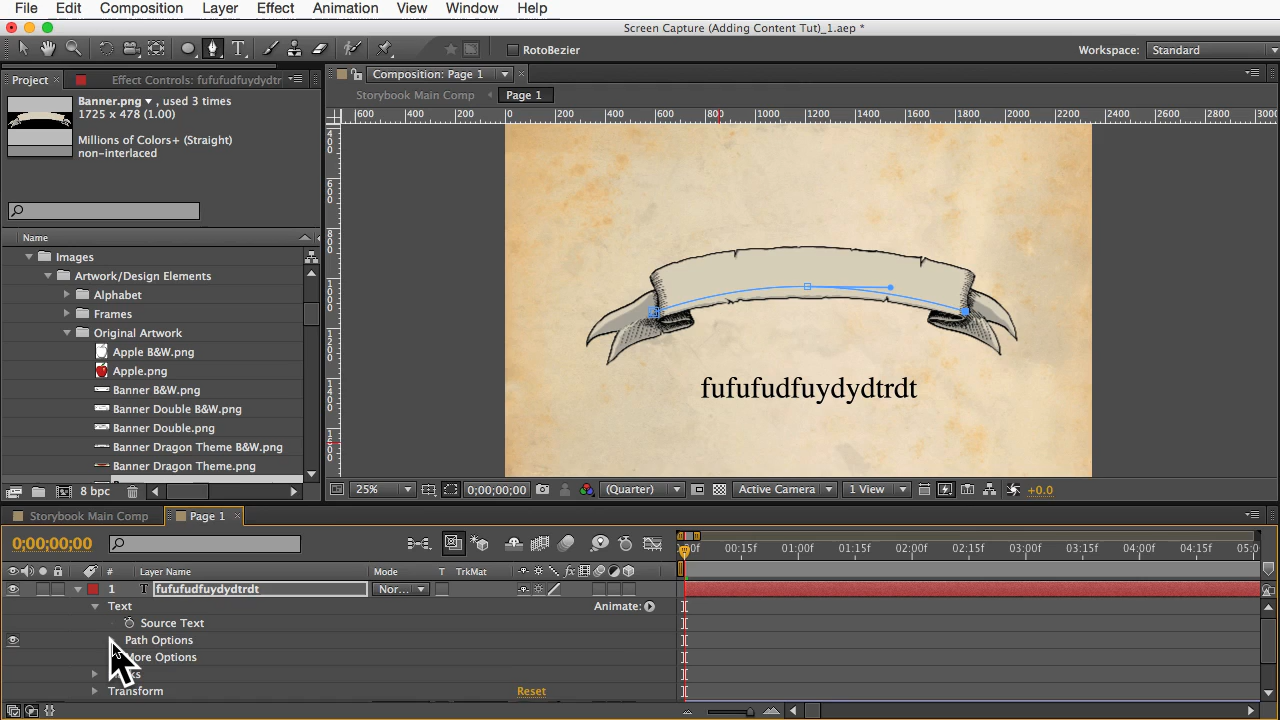 File Edit Composition Layer Effect Animation View Window Help
Screen Capture (Adding Content Tut)_1.aep *
RotoBezier
Workspace: Standard
Project
Effect Controls: fufufudfuydydtr
Composition: Page 1
Banner.png , used 3 times
1725 x 478 (1.00)
Millions of Colors+ (Straight)
non-interlaced
Storybook Main Comp
Page 1
600 400 200 0 200 400 600 800 1000 1200 1400 1600 1800 2000 2200 2400 2600 2800 3000
400
600
800
1000
1200
1400
1600
Name
Images
Artwork/Design Elements
Alphabet
Frames
Original Artwork
Apple B&W.png
Apple.png
Banner B&W.png
Banner Double B&W.png
Banner Double.png
Banner Dragon Theme B&W.png
Banner Dragon Theme.png
fufufudfuydydtrdt
8 bpc
25%
0;00;00;00
(Quarter)
Active Camera
1 View
+0.0
Storybook Main Comp
Page 1
0;00;00;00
00:15f 01:00f 01:15f 02:00f 02:15f 03:00f 03:15f 04:00f 04:15f 05:0
# Layer Name Mode T TrkMat
1 T fufufudfuydydtrdt Nor...
Text Animate:
Source Text
Path Options
More Options
Transform Reset